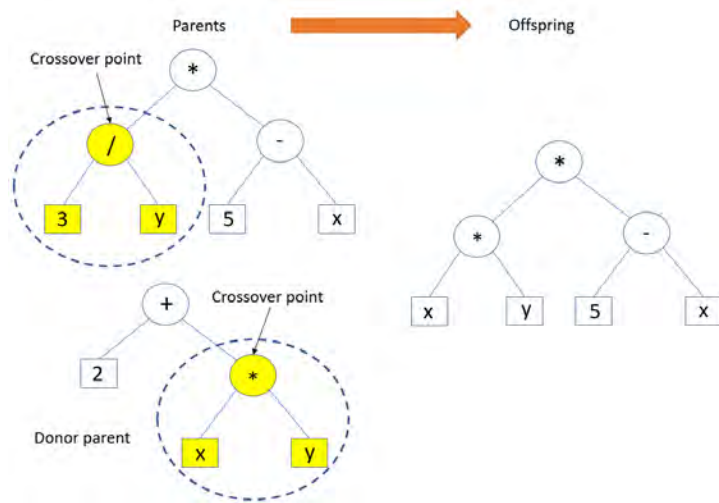 Parents
Offspring
Crossover point
*
/
-
3
y
5
x
*
*
-
x
y
5
x
+
Crossover point
2
*
Donor parent
x
y